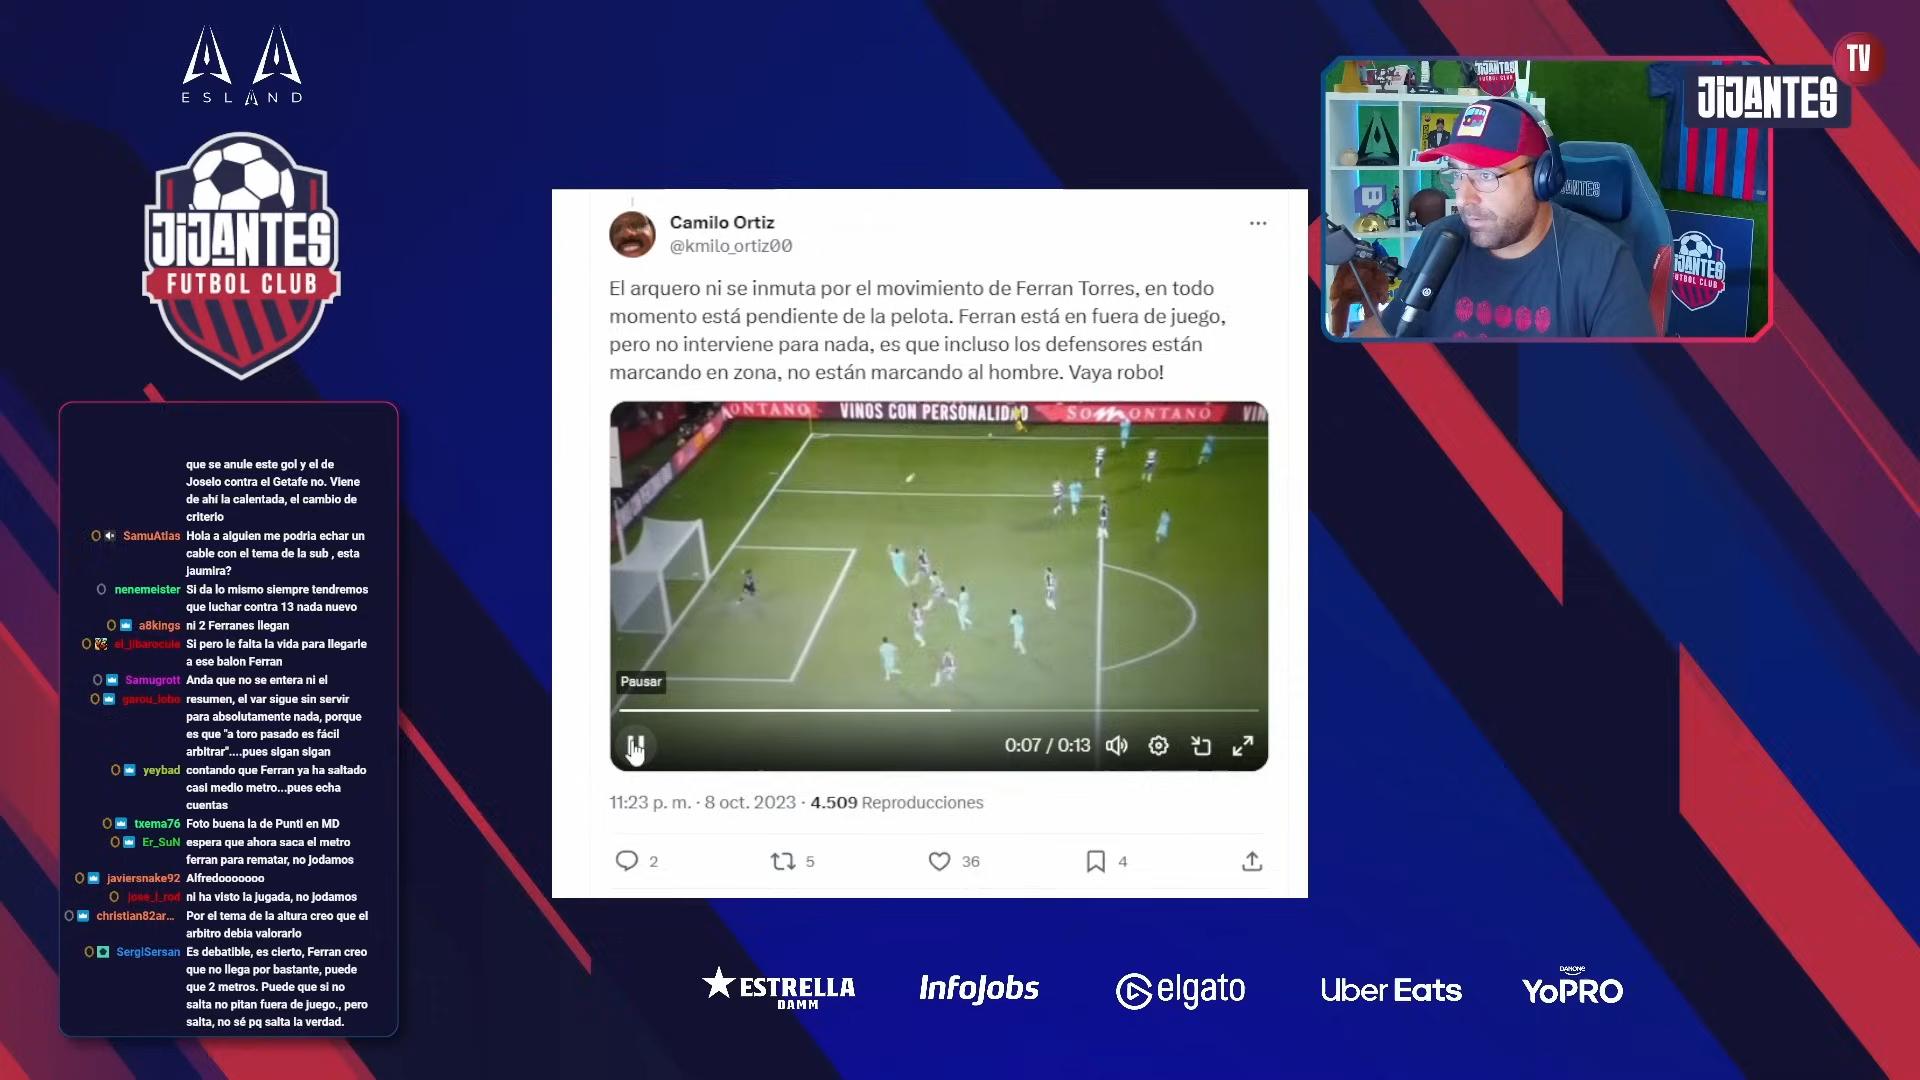 ESLAND
JIJANTES
FUTBOL CLUB
que se anule este gol y el de
Joselo contra el Getafe no. Viene
de ahí la calentada, el cambio de
criterio
SamuAtlas Hola a alguien me podria echar un
cable con el tema de la sub , esta
jaumira?
nenemeister Si da lo mismo siempre tendremos
que luchar contra 13 nada nuevo
a8kings ni 2 Ferranes llegan
el_jibarocule Si pero le falta la vida para llegarle
a ese balon Ferran
Samugrott Anda que no se entera ni el
garou_lobo resumen, el var sigue sin servir
para absolutamente nada, porque
es que "a toro pasado es fácil
arbitrar"....pues sigan sigan
yeybad contando que Ferran ya ha saltado
casi medio metro...pues echa
cuentas
txema76 Foto buena la de Punti en MD
Er_SuN espera que ahora saca el metro
ferran para rematar, no jodamos
javiersnake92 Alfredooooooo
jose_i_rod ni ha visto la jugada, no jodamos
christian82ar... Por el tema de la altura creo que el
arbitro debia valorarlo
SergiSersan Es debatible, es cierto, Ferran creo
que no llega por bastante, puede
que 2 metros. Puede que si no
salta no pitan fuera de juego., pero
salta, no sé pq salta la verdad.
Camilo Ortiz
@kmilo_ortiz00
El arquero ni se inmuta por el movimiento de Ferran Torres, en todo
momento está pendiente de la pelota. Ferran está en fuera de juego,
pero no interviene para nada, es que incluso los defensores están
marcando en zona, no están marcando al hombre. Vaya robo!
ONTANO VINOS CON PERSONALIDAD SOMONTANO VIN
Pausar
0:07 / 0:13
11:23 p. m. · 8 oct. 2023 · 4.509 Reproducciones
2 5 36 4
TV
JIJANTES
JIJANTES
ANTES
JIJANTES
FUTBOL CLUB
ESTRELLA
DAMM
InfoJobs
elgato
Uber Eats
DANONE
YoPRO